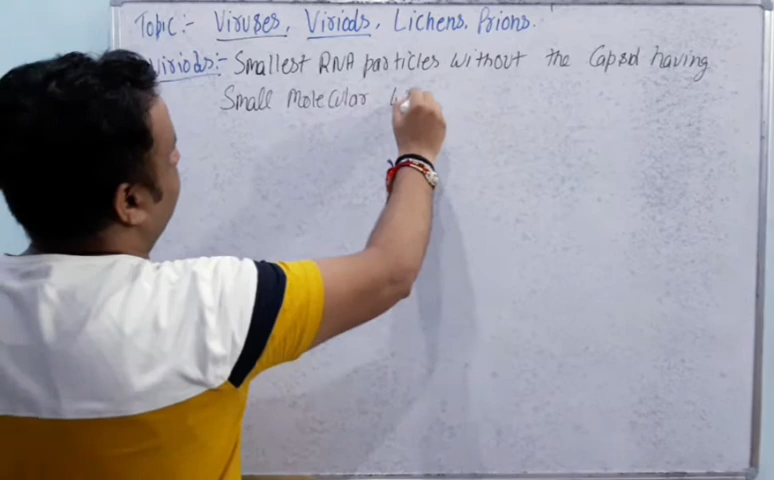 Topic:- Viruses, Viriods, Lichens, Prions.
Viriods:- Smallest RNA particles without the Capsid having
Small Molecular